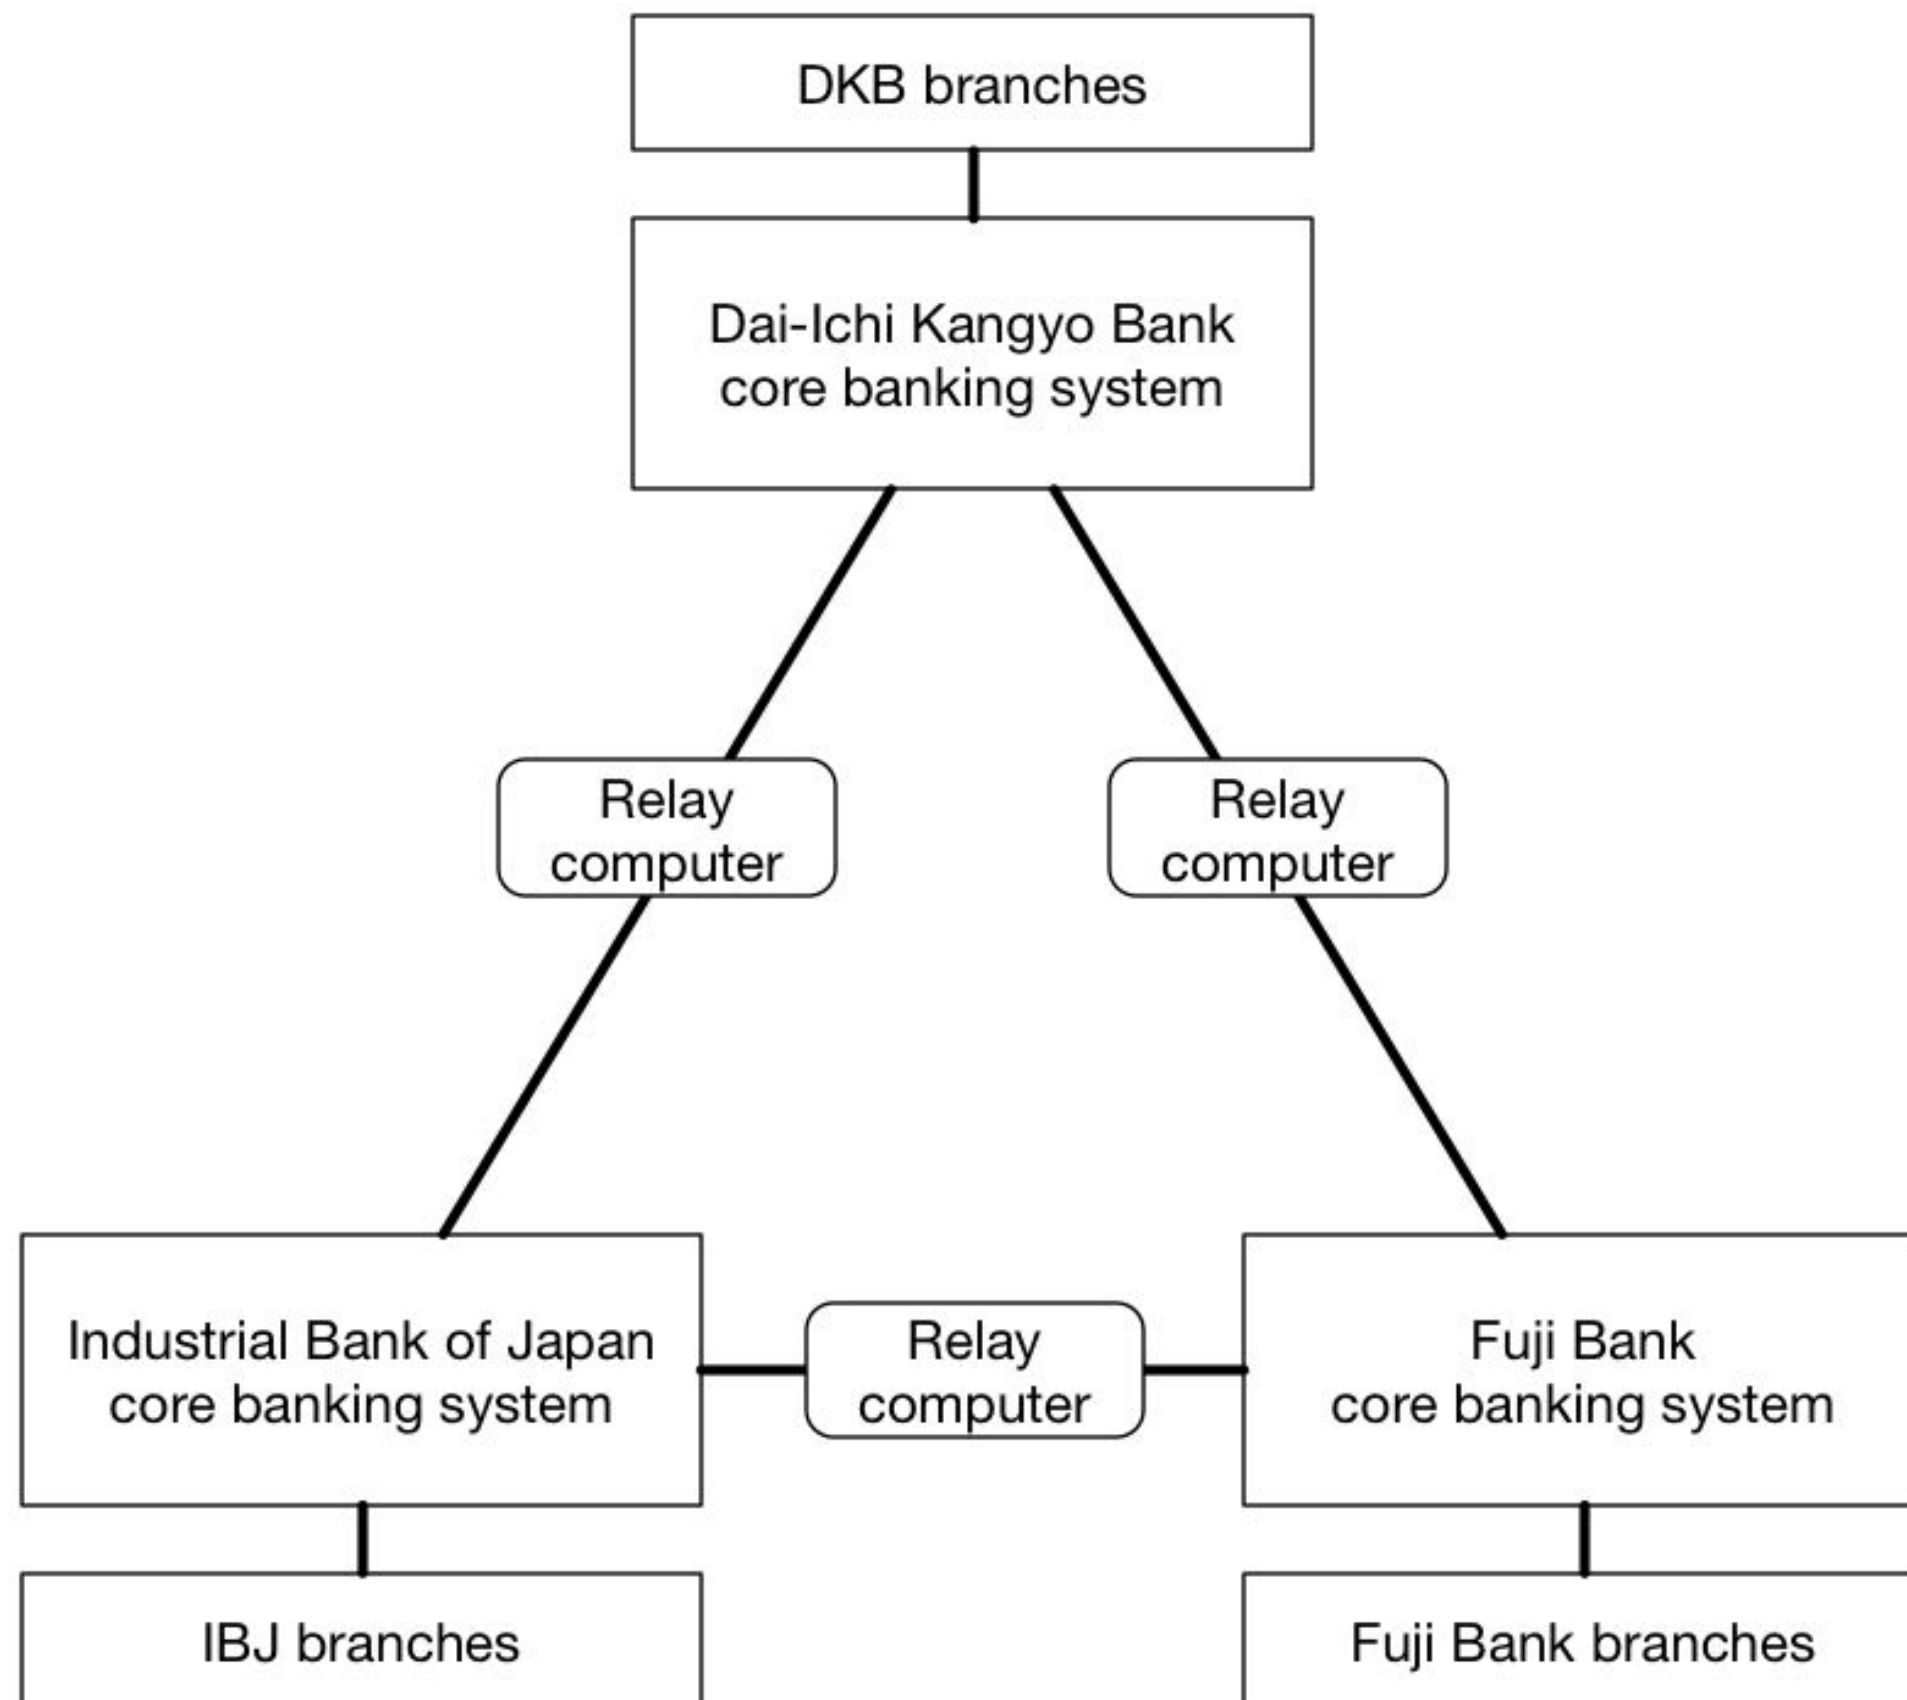 DKB branches
Dai-Ichi Kangyo Bank
core banking system
Relay
computer
Relay
computer
Industrial Bank of Japan
core banking system
Relay
computer
Fuji Bank
core banking system
IBJ branches
Fuji Bank branches